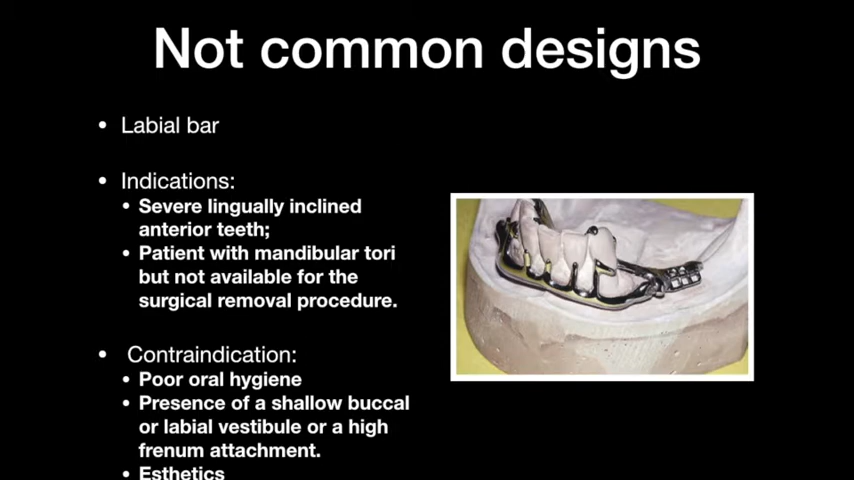 Not common designs
• Labial bar
• Indications:
• Severe lingually inclined
anterior teeth;
• Patient with mandibular tori
but not available for the
surgical removal procedure.
• Contraindication:
• Poor oral hygiene
• Presence of a shallow buccal
or labial vestibule or a high
frenum attachment.
• Esthetics